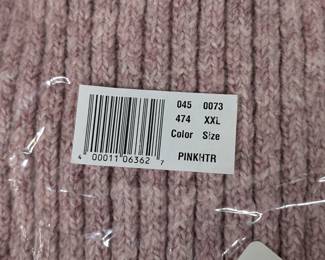 045 0073
474 XXL
Color Size
4 00011 06362 7
PINKHTR